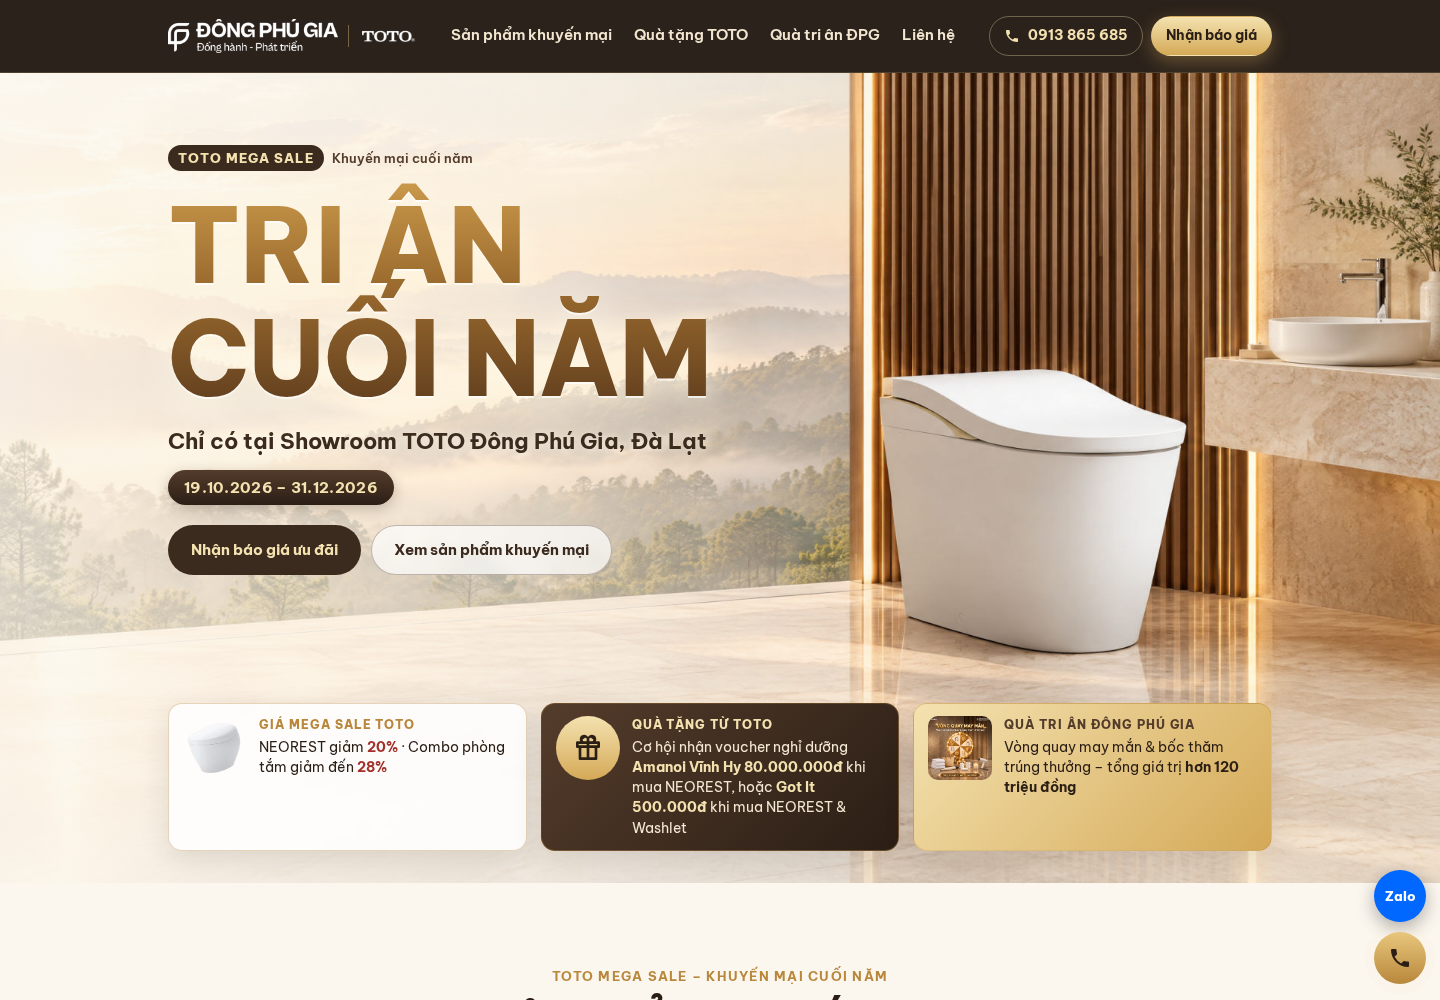 ĐÔNG PHÚ GIA
Đồng hành - Phát triển
TOTO
Sản phẩm khuyến mại
Quà tặng TOTO
Quà tri ân ĐPG
Liên hệ
0913 865 685
Nhận báo giá
TOTO MEGA SALE
Khuyến mại cuối năm
TRI ÂN
CUỐI NĂM
Chỉ có tại Showroom TOTO Đông Phú Gia, Đà Lạt
19.10.2026 – 31.12.2026
Nhận báo giá ưu đãi
Xem sản phẩm khuyến mại
GIÁ MEGA SALE TOTO
NEOREST giảm 20% · Combo phòng
tắm giảm đến 28%
QUÀ TẶNG TỪ TOTO
Cơ hội nhận voucher nghỉ dưỡng
Amanoi Vĩnh Hy 80.000.000đ khi
mua NEOREST, hoặc Got It
500.000đ khi mua NEOREST &
Washlet
VÒNG QUAY MAY MẮN
QUÀ TRI ÂN ĐÔNG PHÚ GIA
Vòng quay may mắn & bốc thăm
trúng thưởng – tổng giá trị hơn 120
triệu đồng
Zalo
TOTO MEGA SALE – KHUYẾN MẠI CUỐI NĂM